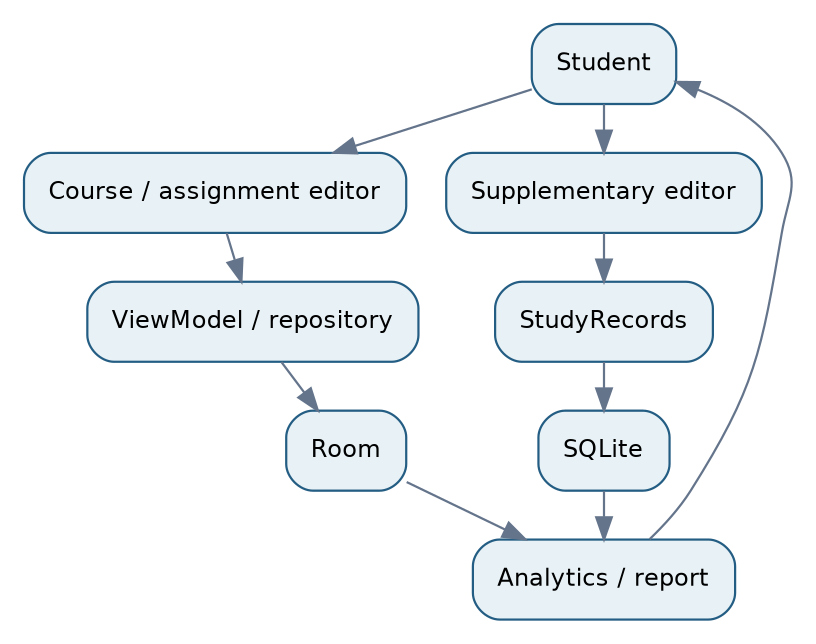 Student
Course / assignment editor
Supplementary editor
ViewModel / repository
StudyRecords
Room
SQLite
Analytics / report